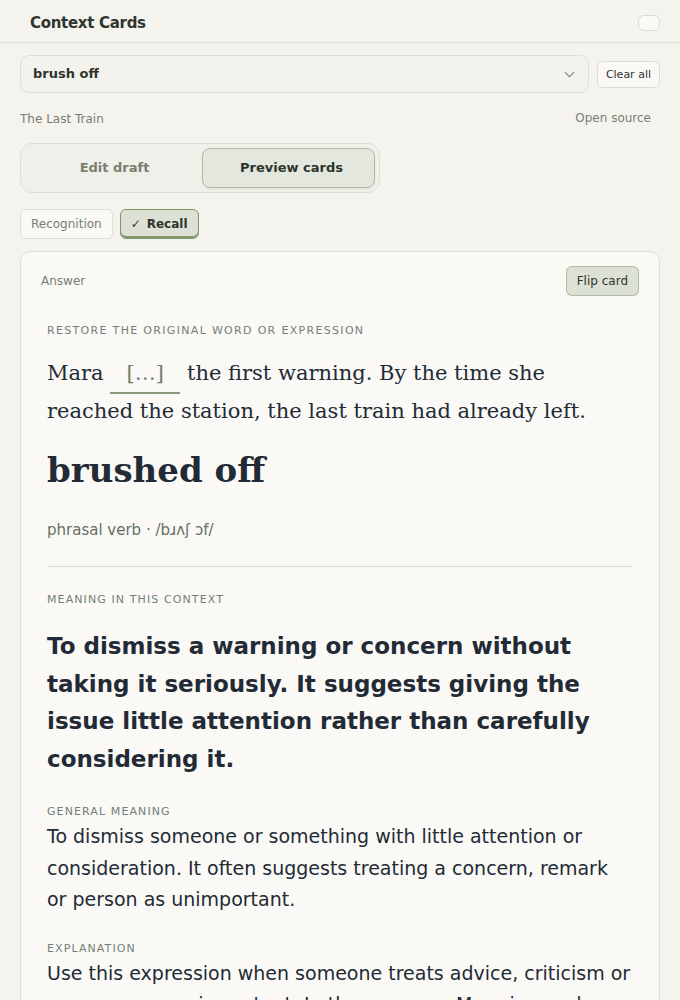 Context Cards
brush off
Clear all
The Last Train
Open source
Edit draft
Preview cards
Recognition
✓ Recall
Answer
Flip card
RESTORE THE ORIGINAL WORD OR EXPRESSION
Mara [...] the first warning. By the time she
reached the station, the last train had already left.
brushed off
phrasal verb · /bɹʌʃ ɔf/
MEANING IN THIS CONTEXT
To dismiss a warning or concern without
taking it seriously. It suggests giving the
issue little attention rather than carefully
considering it.
GENERAL MEANING
To dismiss someone or something with little attention or
consideration. It often suggests treating a concern, remark
or person as unimportant.
EXPLANATION
Use this expression when someone treats advice, criticism or